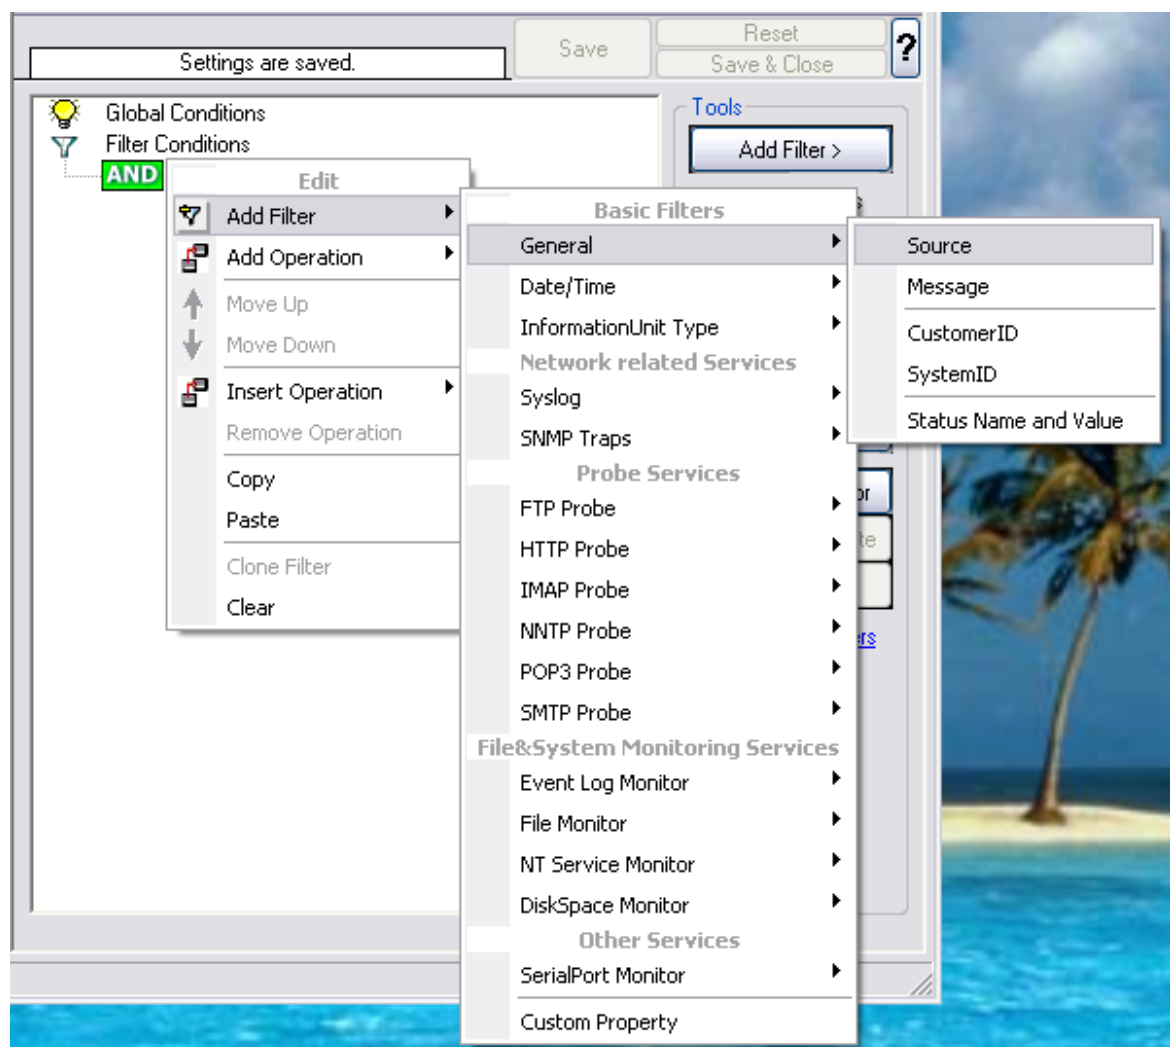 Settings are saved.
Save
Reset
Save & Close
?
Global Conditions
Filter Conditions
AND
Tools
Add Filter >
Edit
Add Filter
Add Operation
Move Up
Move Down
Insert Operation
Remove Operation
Copy
Paste
Clone Filter
Clear
Basic Filters
General
Date/Time
InformationUnit Type
Network related Services
Syslog
SNMP Traps
Probe Services
FTP Probe
HTTP Probe
IMAP Probe
NNTP Probe
POP3 Probe
SMTP Probe
File&System Monitoring Services
Event Log Monitor
File Monitor
NT Service Monitor
DiskSpace Monitor
Other Services
SerialPort Monitor
Custom Property
Source
Message
CustomerID
SystemID
Status Name and Value